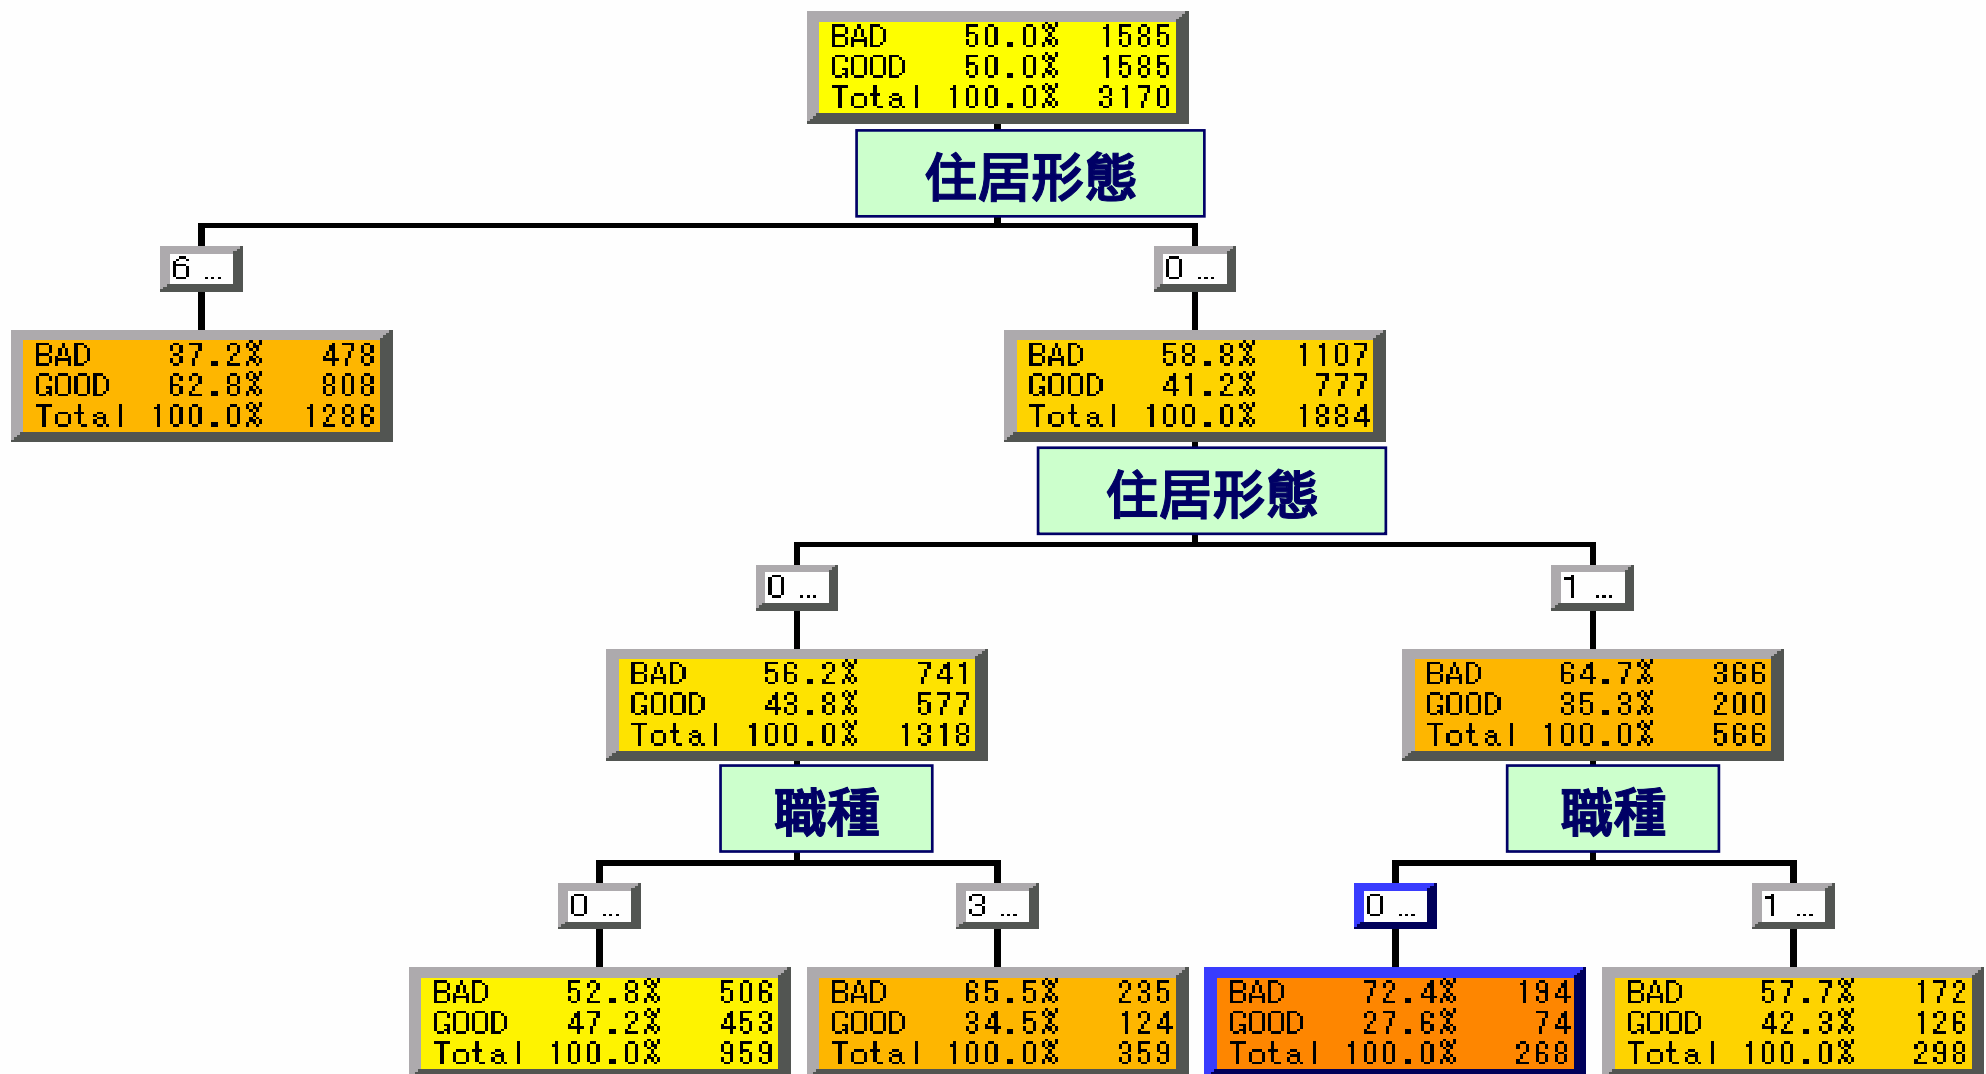 BAD 50.0% 1585
GOOD 50.0% 1585
Total 100.0% 3170
住居形態
6 ...
0 ...
BAD 37.2% 478
GOOD 62.8% 808
Total 100.0% 1286
BAD 58.8% 1107
GOOD 41.2% 777
Total 100.0% 1884
住居形態
0 ...
1 ...
BAD 56.2% 741
GOOD 43.8% 577
Total 100.0% 1318
BAD 64.7% 366
GOOD 35.3% 200
Total 100.0% 566
職種
職種
0 ...
3 ...
0 ...
1 ...
BAD 52.8% 506
GOOD 47.2% 453
Total 100.0% 959
BAD 65.5% 235
GOOD 34.5% 124
Total 100.0% 359
BAD 72.4% 194
GOOD 27.6% 74
Total 100.0% 268
BAD 57.7% 172
GOOD 42.3% 126
Total 100.0% 298